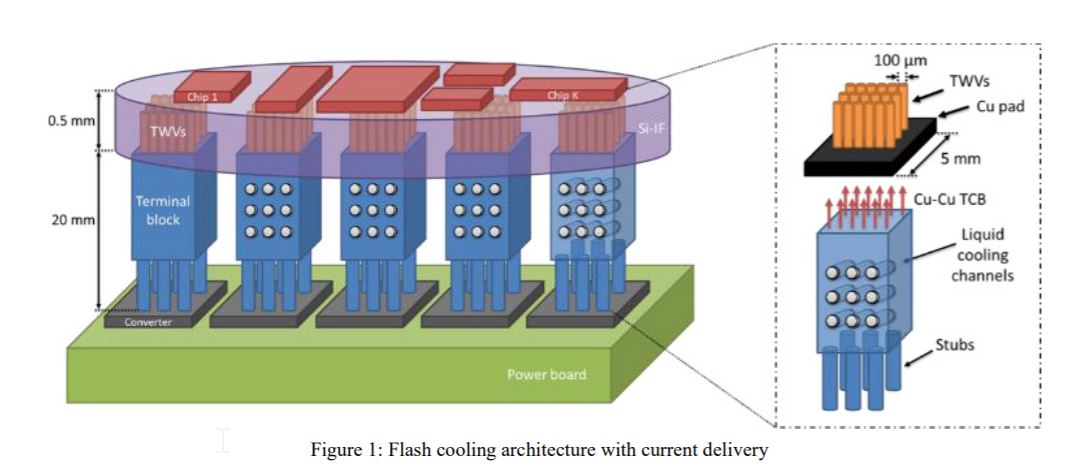 Chip 1
Chip K
0.5 mm
TWVs
Si-IF
Terminal
block
20 mm
Converter
Power board
100 µm
TWVs
Cu pad
5 mm
Cu-Cu TCB
Liquid
cooling
channels
Stubs
Figure 1: Flash cooling architecture with current delivery